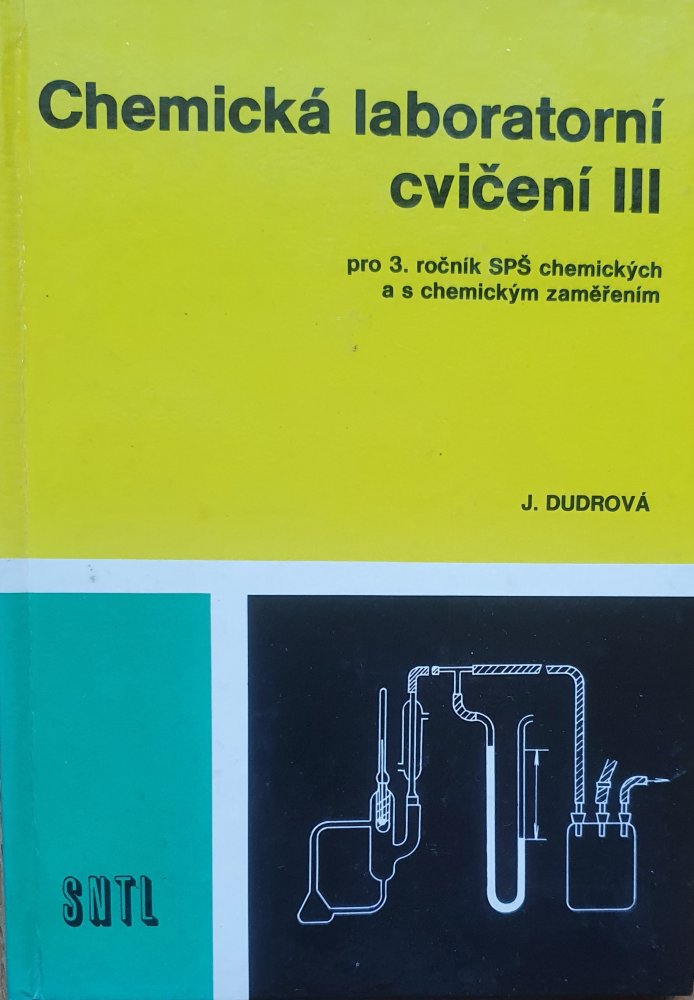 Chemická laboratorní
cvičení III
pro 3. ročník SPŠ chemických
a s chemickým zaměřením
J. DUDROVÁ
SNTL